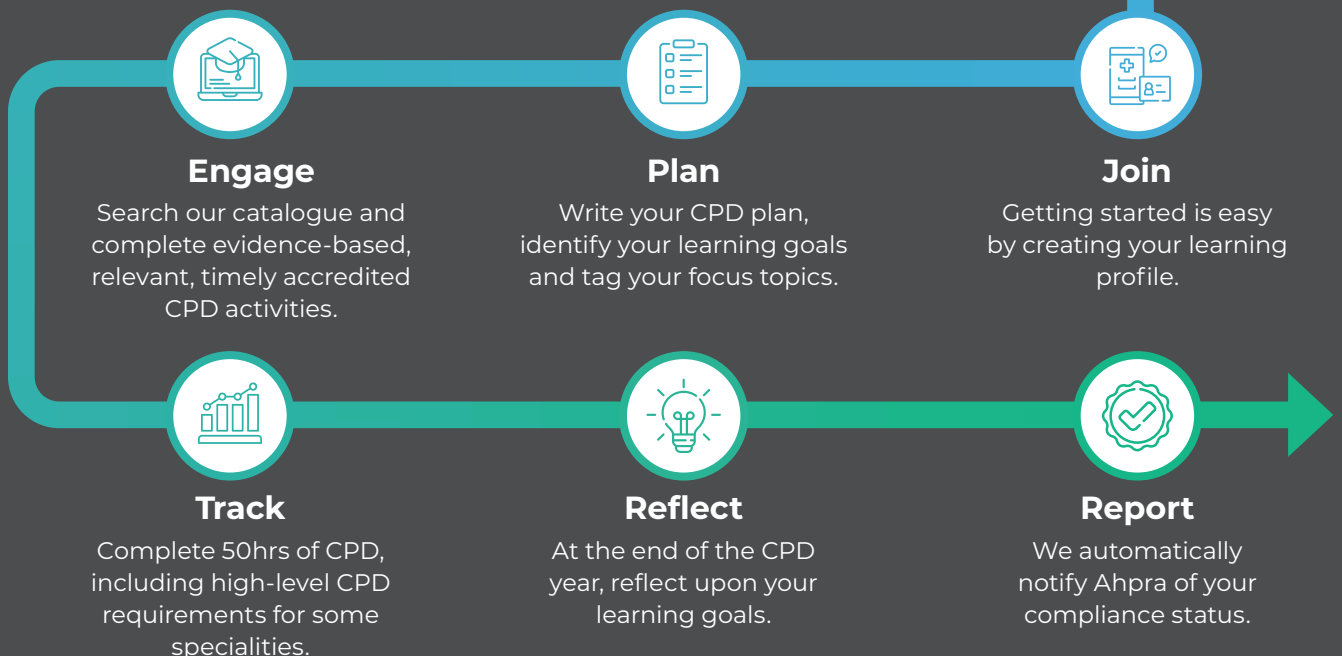 Engage
Search our catalogue and
complete evidence-based,
relevant, timely accredited
CPD activities.
Plan
Write your CPD plan,
identify your learning goals
and tag your focus topics.
Join
Getting started is easy
by creating your learning
profile.
Track
Complete 50hrs of CPD,
including high-level CPD
requirements for some
specialities.
Reflect
At the end of the CPD
year, reflect upon your
learning goals.
Report
We automatically
notify Ahpra of your
compliance status.